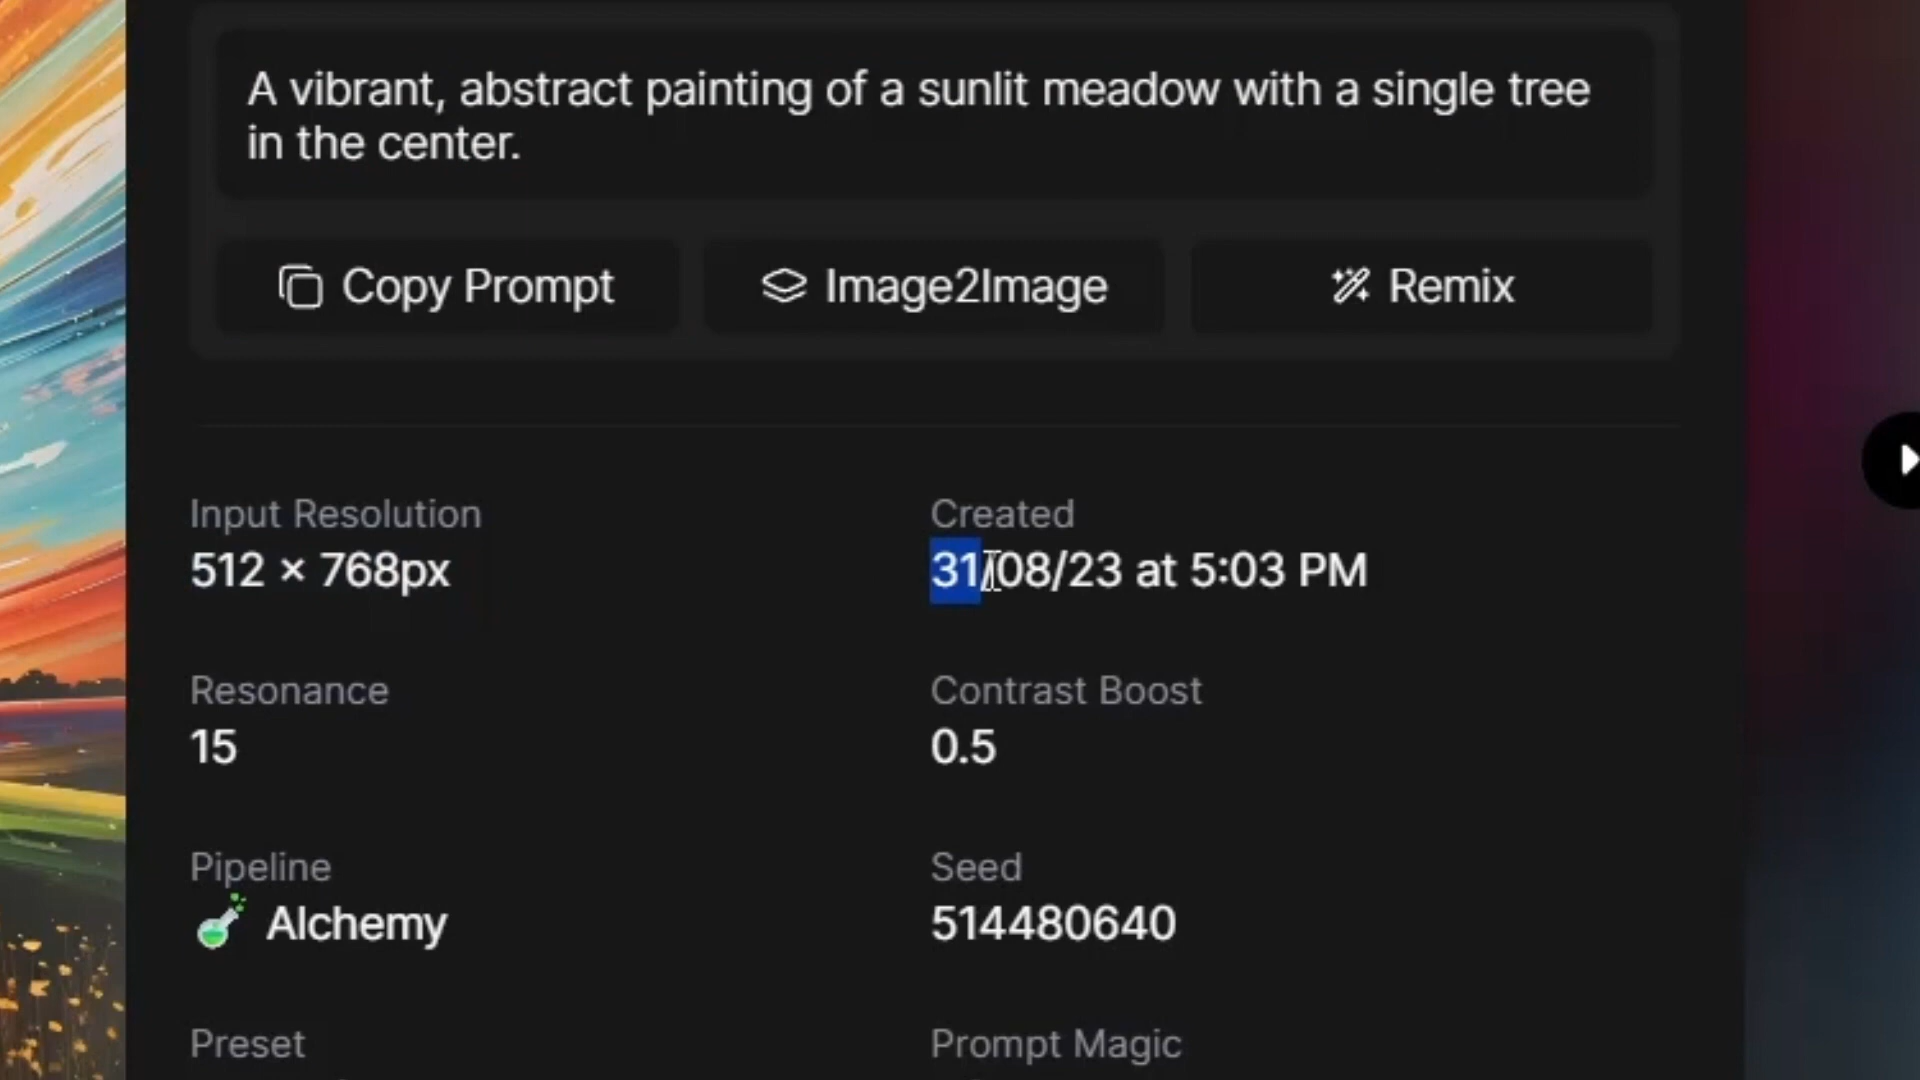 A vibrant, abstract painting of a sunlit meadow with a single tree
in the center.
Copy Prompt
Image2Image
Remix
Input Resolution
512 × 768px
Created
31/08/23 at 5:03 PM
Resonance
15
Contrast Boost
0.5
Pipeline
Alchemy
Seed
514480640
Preset
Prompt Magic